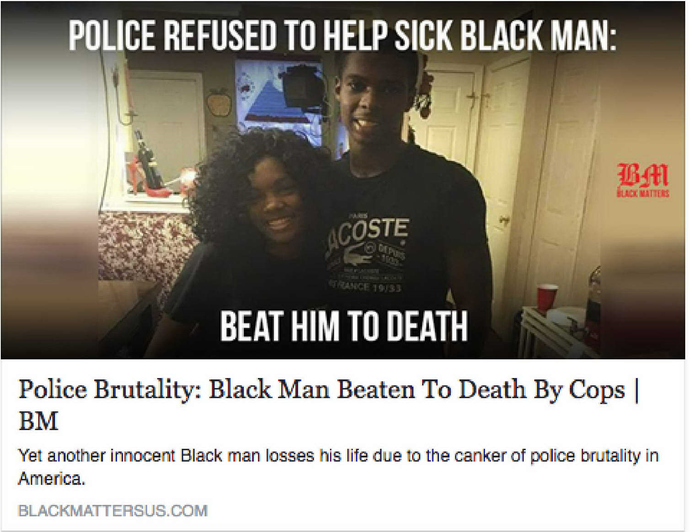 POLICE REFUSED TO HELP SICK BLACK MAN:
BM
BLACK MATTERS
PARIS
LACOSTE
DEPUIS
-1933-
FRANCE 19/33
BEAT HIM TO DEATH
Police Brutality: Black Man Beaten To Death By Cops |
BM
Yet another innocent Black man losses his life due to the canker of police brutality in
America.
BLACKMATTERSUS.COM